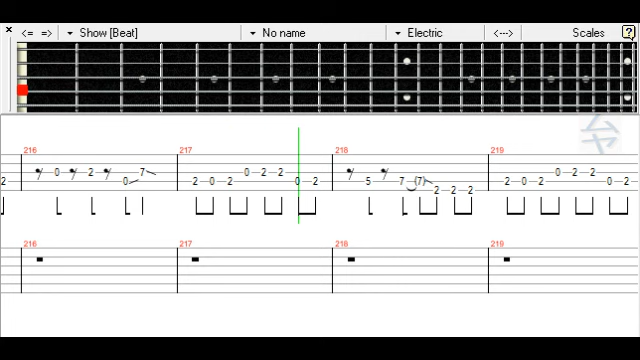 × <= => ▾ Show [Beat] ▾ No name ▾ Electric <---> Scales ?
216 217 218 219
0 2 7 0 2 2 5 7 (7) 0 2 2
2 0 2 0 2 0 2 2 2 2 2 0 2 0 2
216 217 218 219